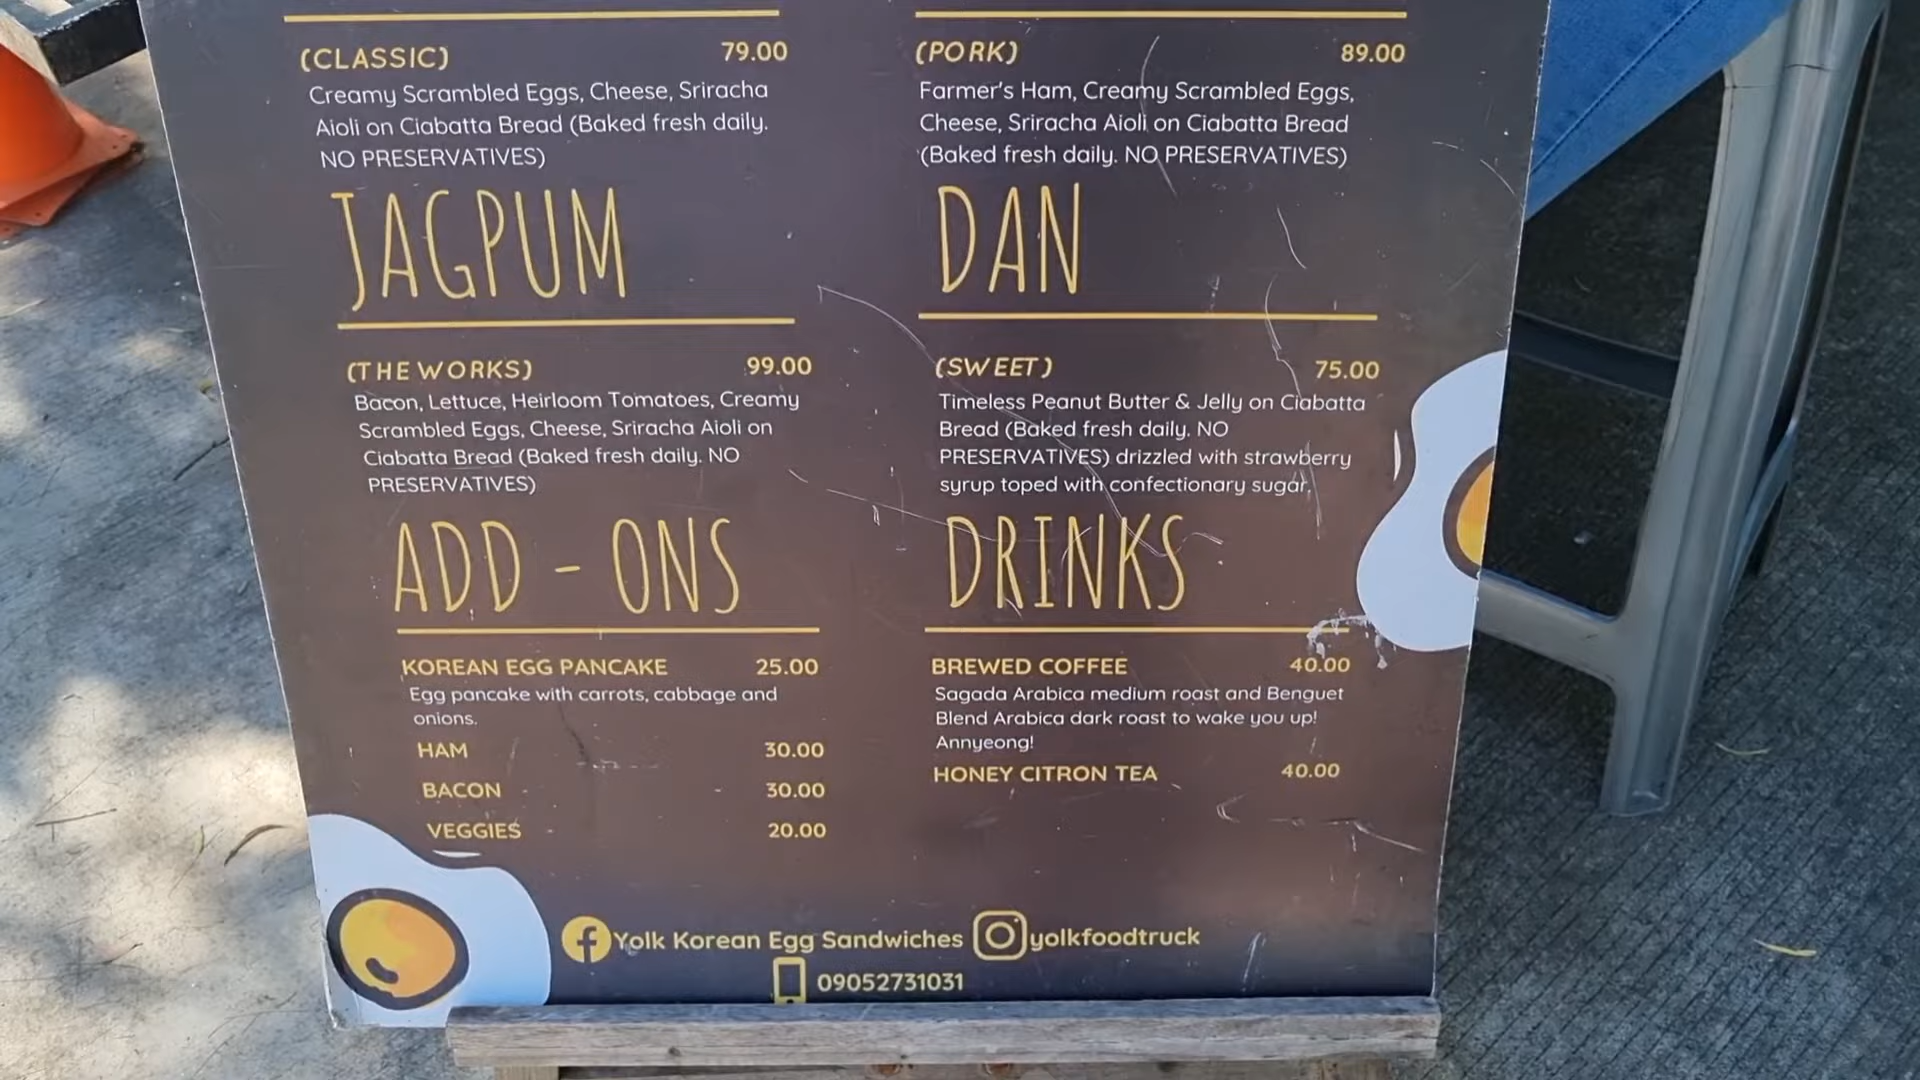 (CLASSIC) 79.00
Creamy Scrambled Eggs, Cheese, Sriracha
Aioli on Ciabatta Bread (Baked fresh daily.
NO PRESERVATIVES)
(PORK) 89.00
Farmer's Ham, Creamy Scrambled Eggs,
Cheese, Sriracha Aioli on Ciabatta Bread
(Baked fresh daily. NO PRESERVATIVES)
JAGPUM
(THE WORKS) 99.00
Bacon, Lettuce, Heirloom Tomatoes, Creamy
Scrambled Eggs, Cheese, Sriracha Aioli on
Ciabatta Bread (Baked fresh daily. NO
PRESERVATIVES)
DAN
(SWEET) 75.00
Timeless Peanut Butter & Jelly on Ciabatta
Bread (Baked fresh daily. NO
PRESERVATIVES) drizzled with strawberry
syrup toped with confectionary sugar.
ADD - ONS
KOREAN EGG PANCAKE 25.00
Egg pancake with carrots, cabbage and
onions.
HAM 30.00
BACON 30.00
VEGGIES 20.00
DRINKS
BREWED COFFEE 40.00
Sagada Arabica medium roast and Benguet
Blend Arabica dark roast to wake you up!
Annyeong!
HONEY CITRON TEA 40.00
Yolk Korean Egg Sandwiches yolkfoodtruck
09052731031